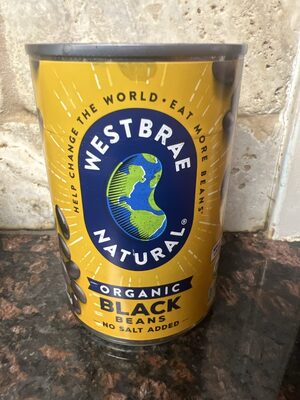 HELP CHANGE THE WORLD • EAT MORE BEANS
WESTBRAE
NATURAL®
ORGANIC
BLACK
BEANS
NO SALT ADDED